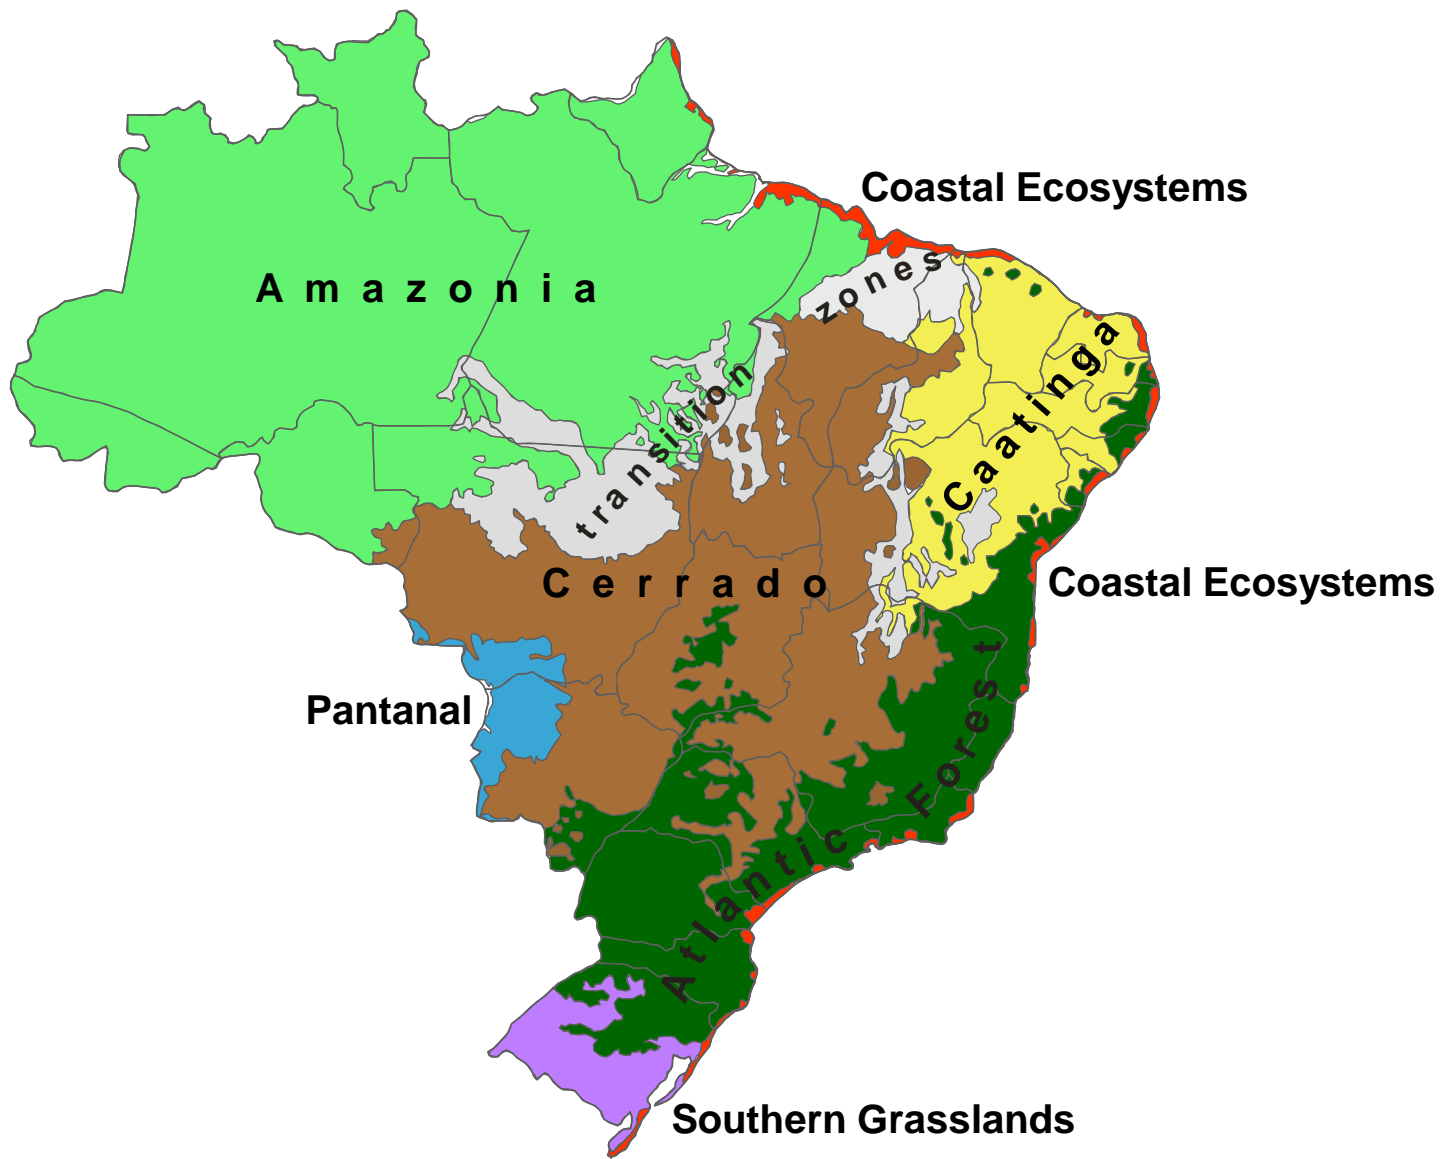 Coastal Ecosystems
Amazonia
transition zones
Caatinga
Cerrado
Coastal Ecosystems
Pantanal
Atlantic Forest
Southern Grasslands